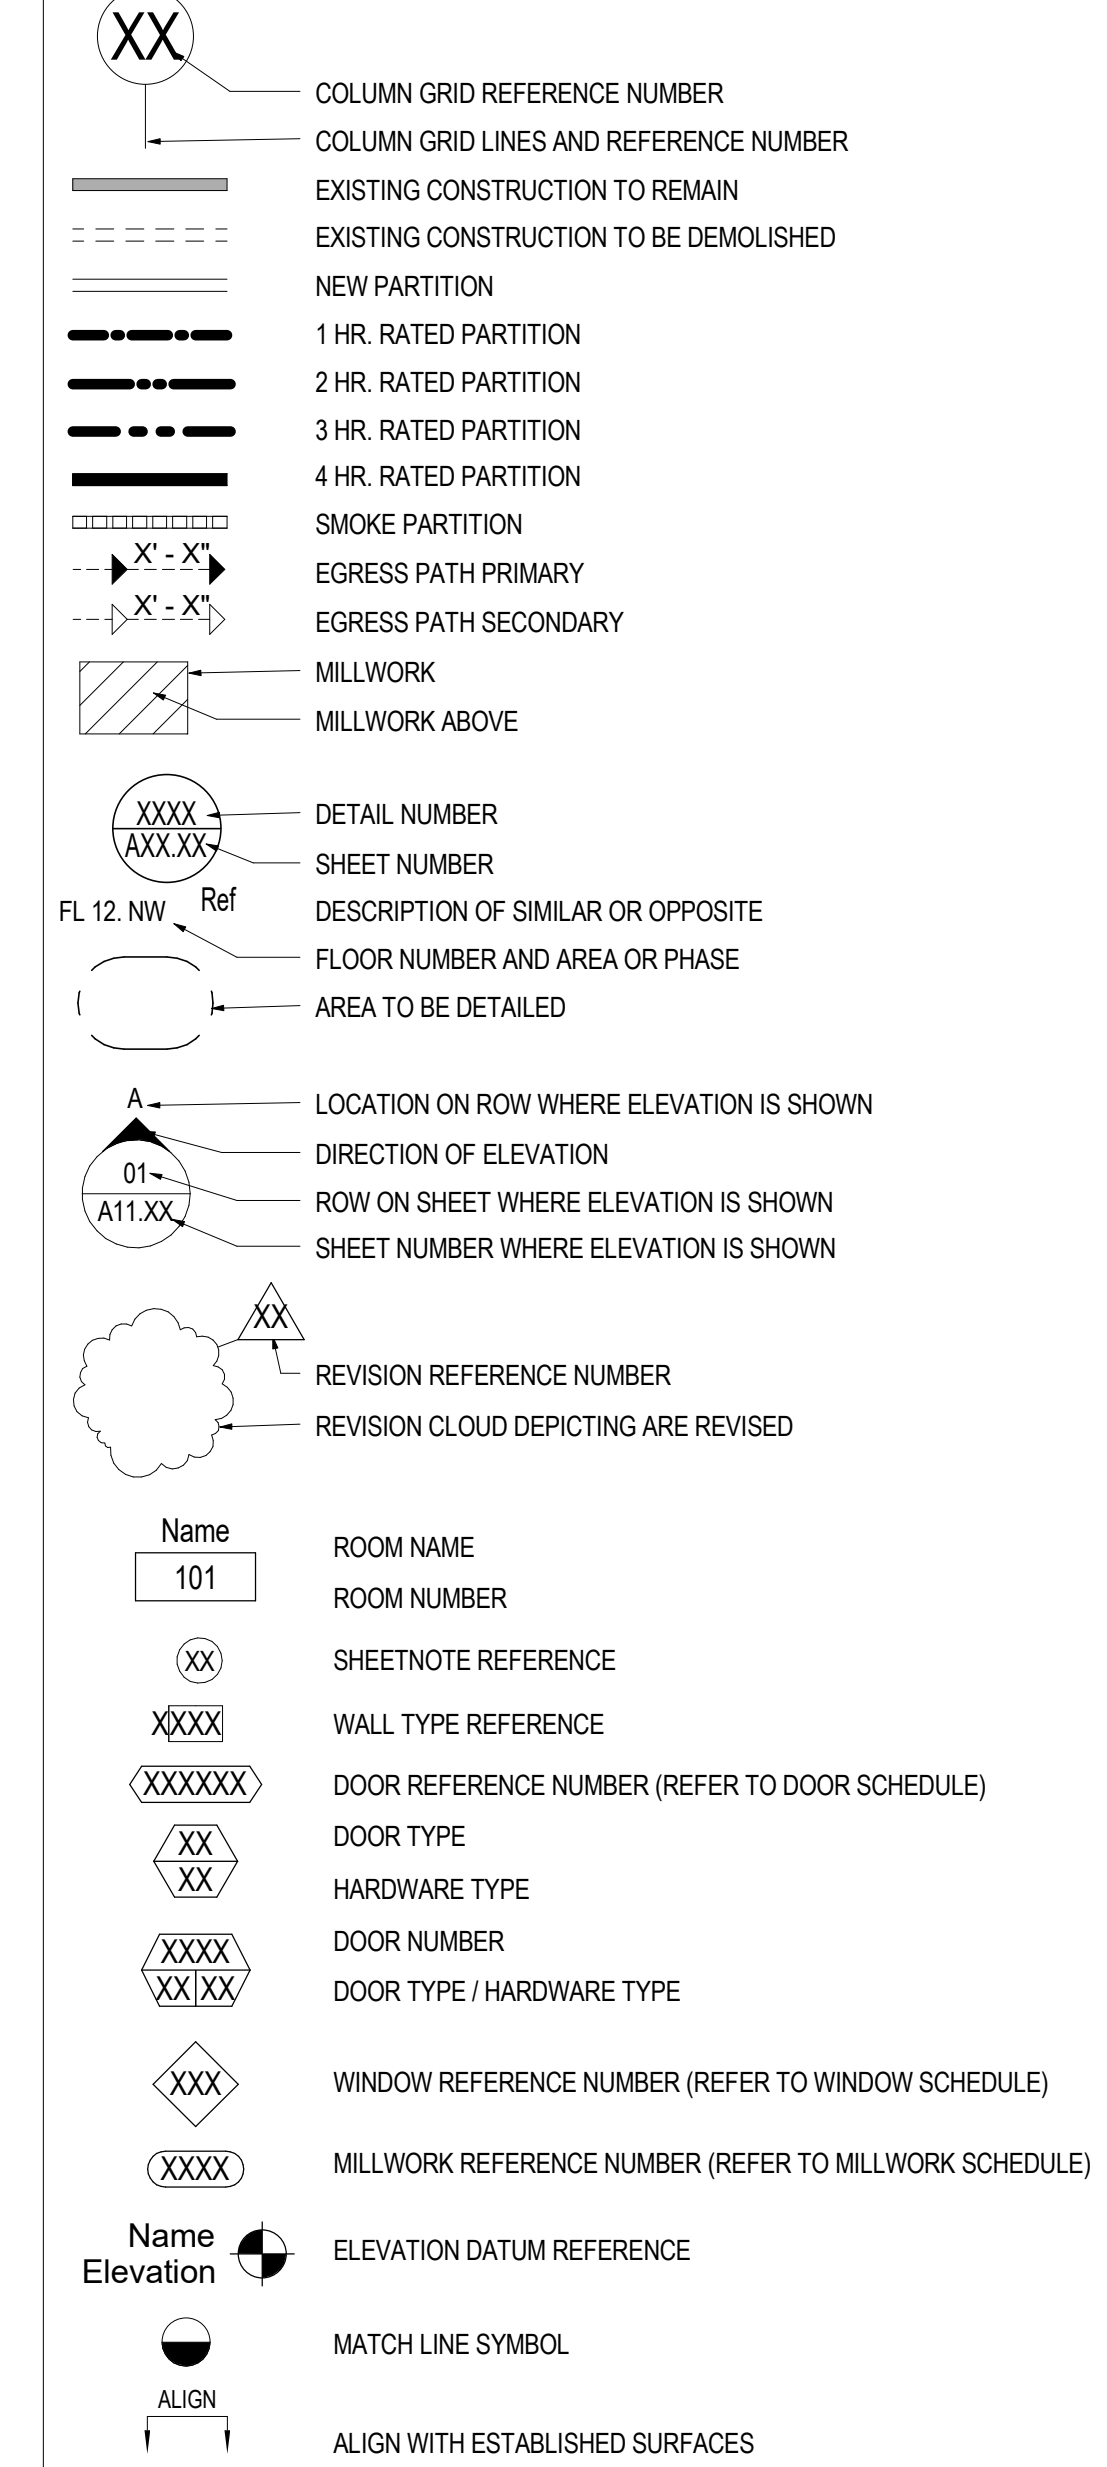 XX
COLUMN GRID REFERENCE NUMBER
COLUMN GRID LINES AND REFERENCE NUMBER
EXISTING CONSTRUCTION TO REMAIN
EXISTING CONSTRUCTION TO BE DEMOLISHED
NEW PARTITION
1 HR. RATED PARTITION
2 HR. RATED PARTITION
3 HR. RATED PARTITION
4 HR. RATED PARTITION
SMOKE PARTITION
X' - X"
EGRESS PATH PRIMARY
X' - X"
EGRESS PATH SECONDARY
MILLWORK
MILLWORK ABOVE
XXXX
DETAIL NUMBER
AXX.XX
SHEET NUMBER
Ref
FL 12. NW
DESCRIPTION OF SIMILAR OR OPPOSITE
FLOOR NUMBER AND AREA OR PHASE
AREA TO BE DETAILED
A
LOCATION ON ROW WHERE ELEVATION IS SHOWN
DIRECTION OF ELEVATION
01
ROW ON SHEET WHERE ELEVATION IS SHOWN
A11.XX
SHEET NUMBER WHERE ELEVATION IS SHOWN
XX
REVISION REFERENCE NUMBER
REVISION CLOUD DEPICTING ARE REVISED
Name
ROOM NAME
101
ROOM NUMBER
XX
SHEETNOTE REFERENCE
XXXX
WALL TYPE REFERENCE
XXXXXX
DOOR REFERENCE NUMBER (REFER TO DOOR SCHEDULE)
XX
DOOR TYPE
XX
HARDWARE TYPE
XXXX
DOOR NUMBER
XX XX
DOOR TYPE / HARDWARE TYPE
XXX
WINDOW REFERENCE NUMBER (REFER TO WINDOW SCHEDULE)
XXXX
MILLWORK REFERENCE NUMBER (REFER TO MILLWORK SCHEDULE)
Name
Elevation
ELEVATION DATUM REFERENCE
MATCH LINE SYMBOL
ALIGN
ALIGN WITH ESTABLISHED SURFACES